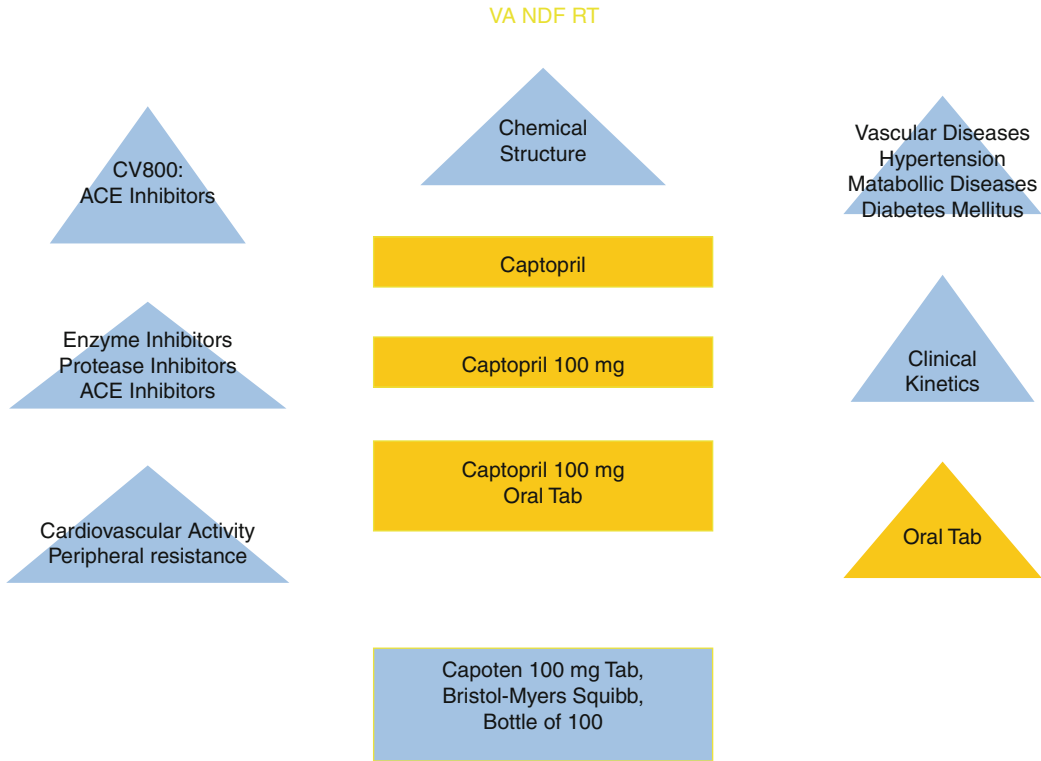 VA NDF RT
CV800:
ACE Inhibitors
Enzyme Inhibitors
Protease Inhibitors
ACE Inhibitors
Cardiovascular Activity
Peripheral resistance
Chemical
Structure
Captopril
Captopril 100 mg
Captopril 100 mg
Oral Tab
Capoten 100 mg Tab,
Bristol-Myers Squibb,
Bottle of 100
Vascular Diseases
Hypertension
Matabollic Diseases
Diabetes Mellitus
Clinical
Kinetics
Oral Tab